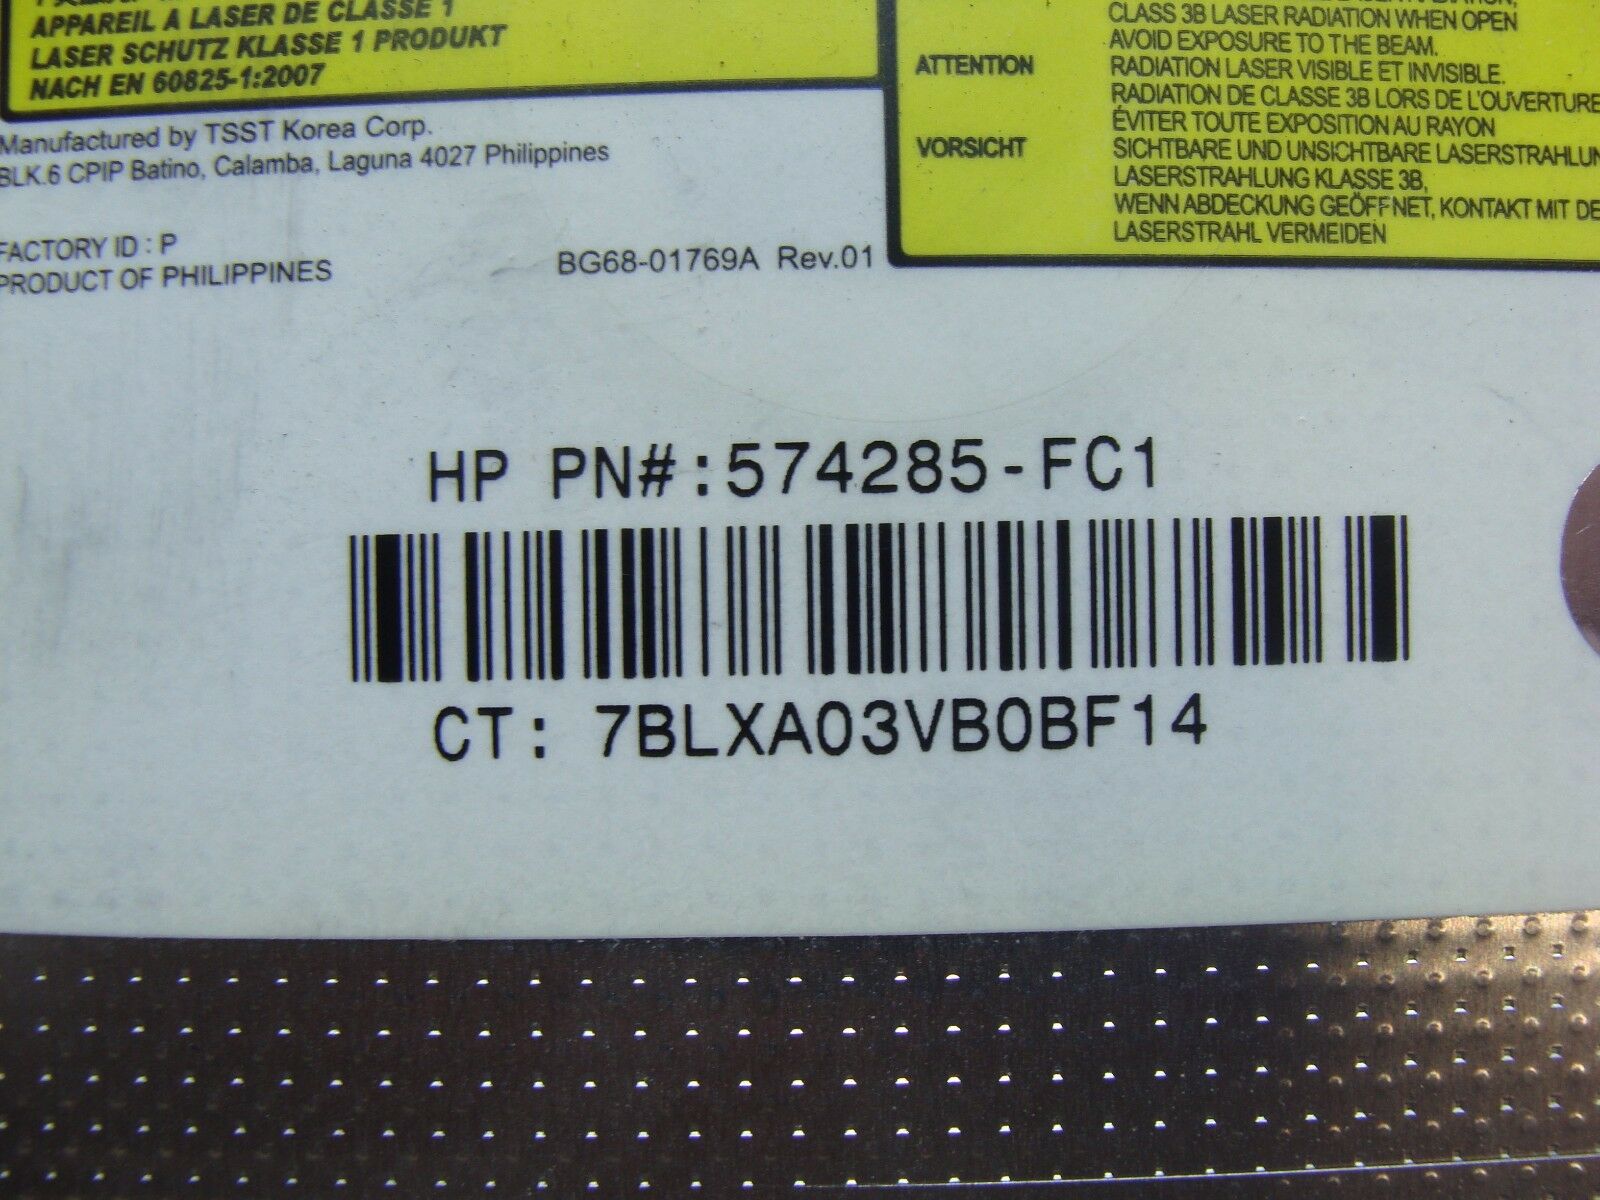 APPAREIL A LASER DE CLASSE 1
LASER SCHUTZ KLASSE 1 PRODUKT
NACH EN 60825-1:2007
Manufactured by TSST Korea Corp.
BLK.6 CPIP Batino, Calamba, Laguna 4027 Philippines
FACTORY ID : P
PRODUCT OF PHILIPPINES
BG68-01769A Rev.01
CLASS 3B LASER RADIATION WHEN OPEN
AVOID EXPOSURE TO THE BEAM.
ATTENTION RADIATION LASER VISIBLE ET INVISIBLE.
RADIATION DE CLASSE 3B LORS DE L'OUVERTURE
ÉVITER TOUTE EXPOSITION AU RAYON
VORSICHT SICHTBARE UND UNSICHTBARE LASERSTRAHLUN
LASERSTRAHLUNG KLASSE 3B,
WENN ABDECKUNG GEÖFFNET, KONTAKT MIT DE
LASERSTRAHL VERMEIDEN
HP PN#:574285-FC1
CT: 7BLXA03VB0BF14